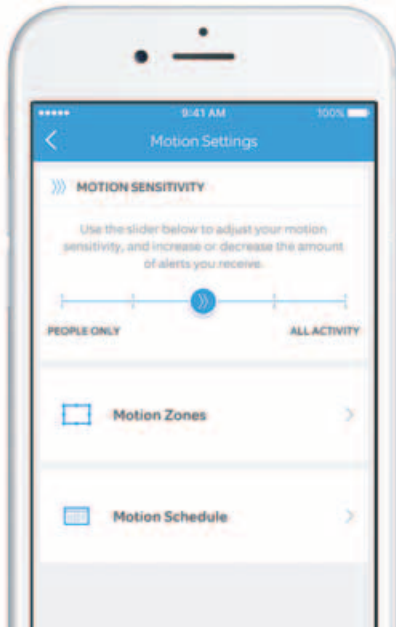 9:41 AM 100%
Motion Settings
MOTION SENSITIVITY
Use the slider below to adjust your motion
sensitivity, and increase or decrease the amount
of alerts you receive.
PEOPLE ONLY ALL ACTIVITY
Motion Zones
Motion Schedule